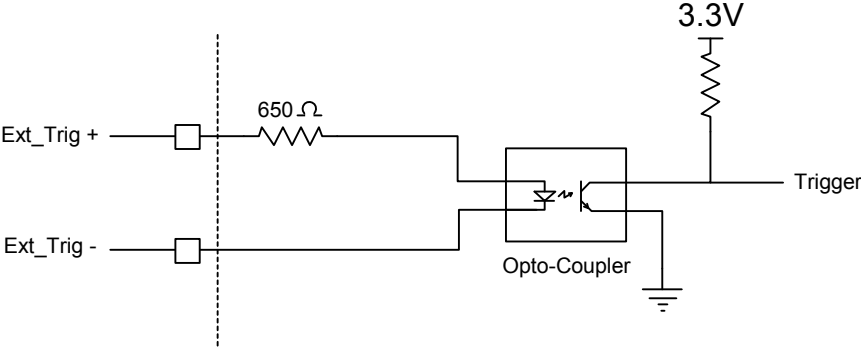 3.3V
650 Ω
Ext_Trig +
Trigger
Ext_Trig -
Opto-Coupler